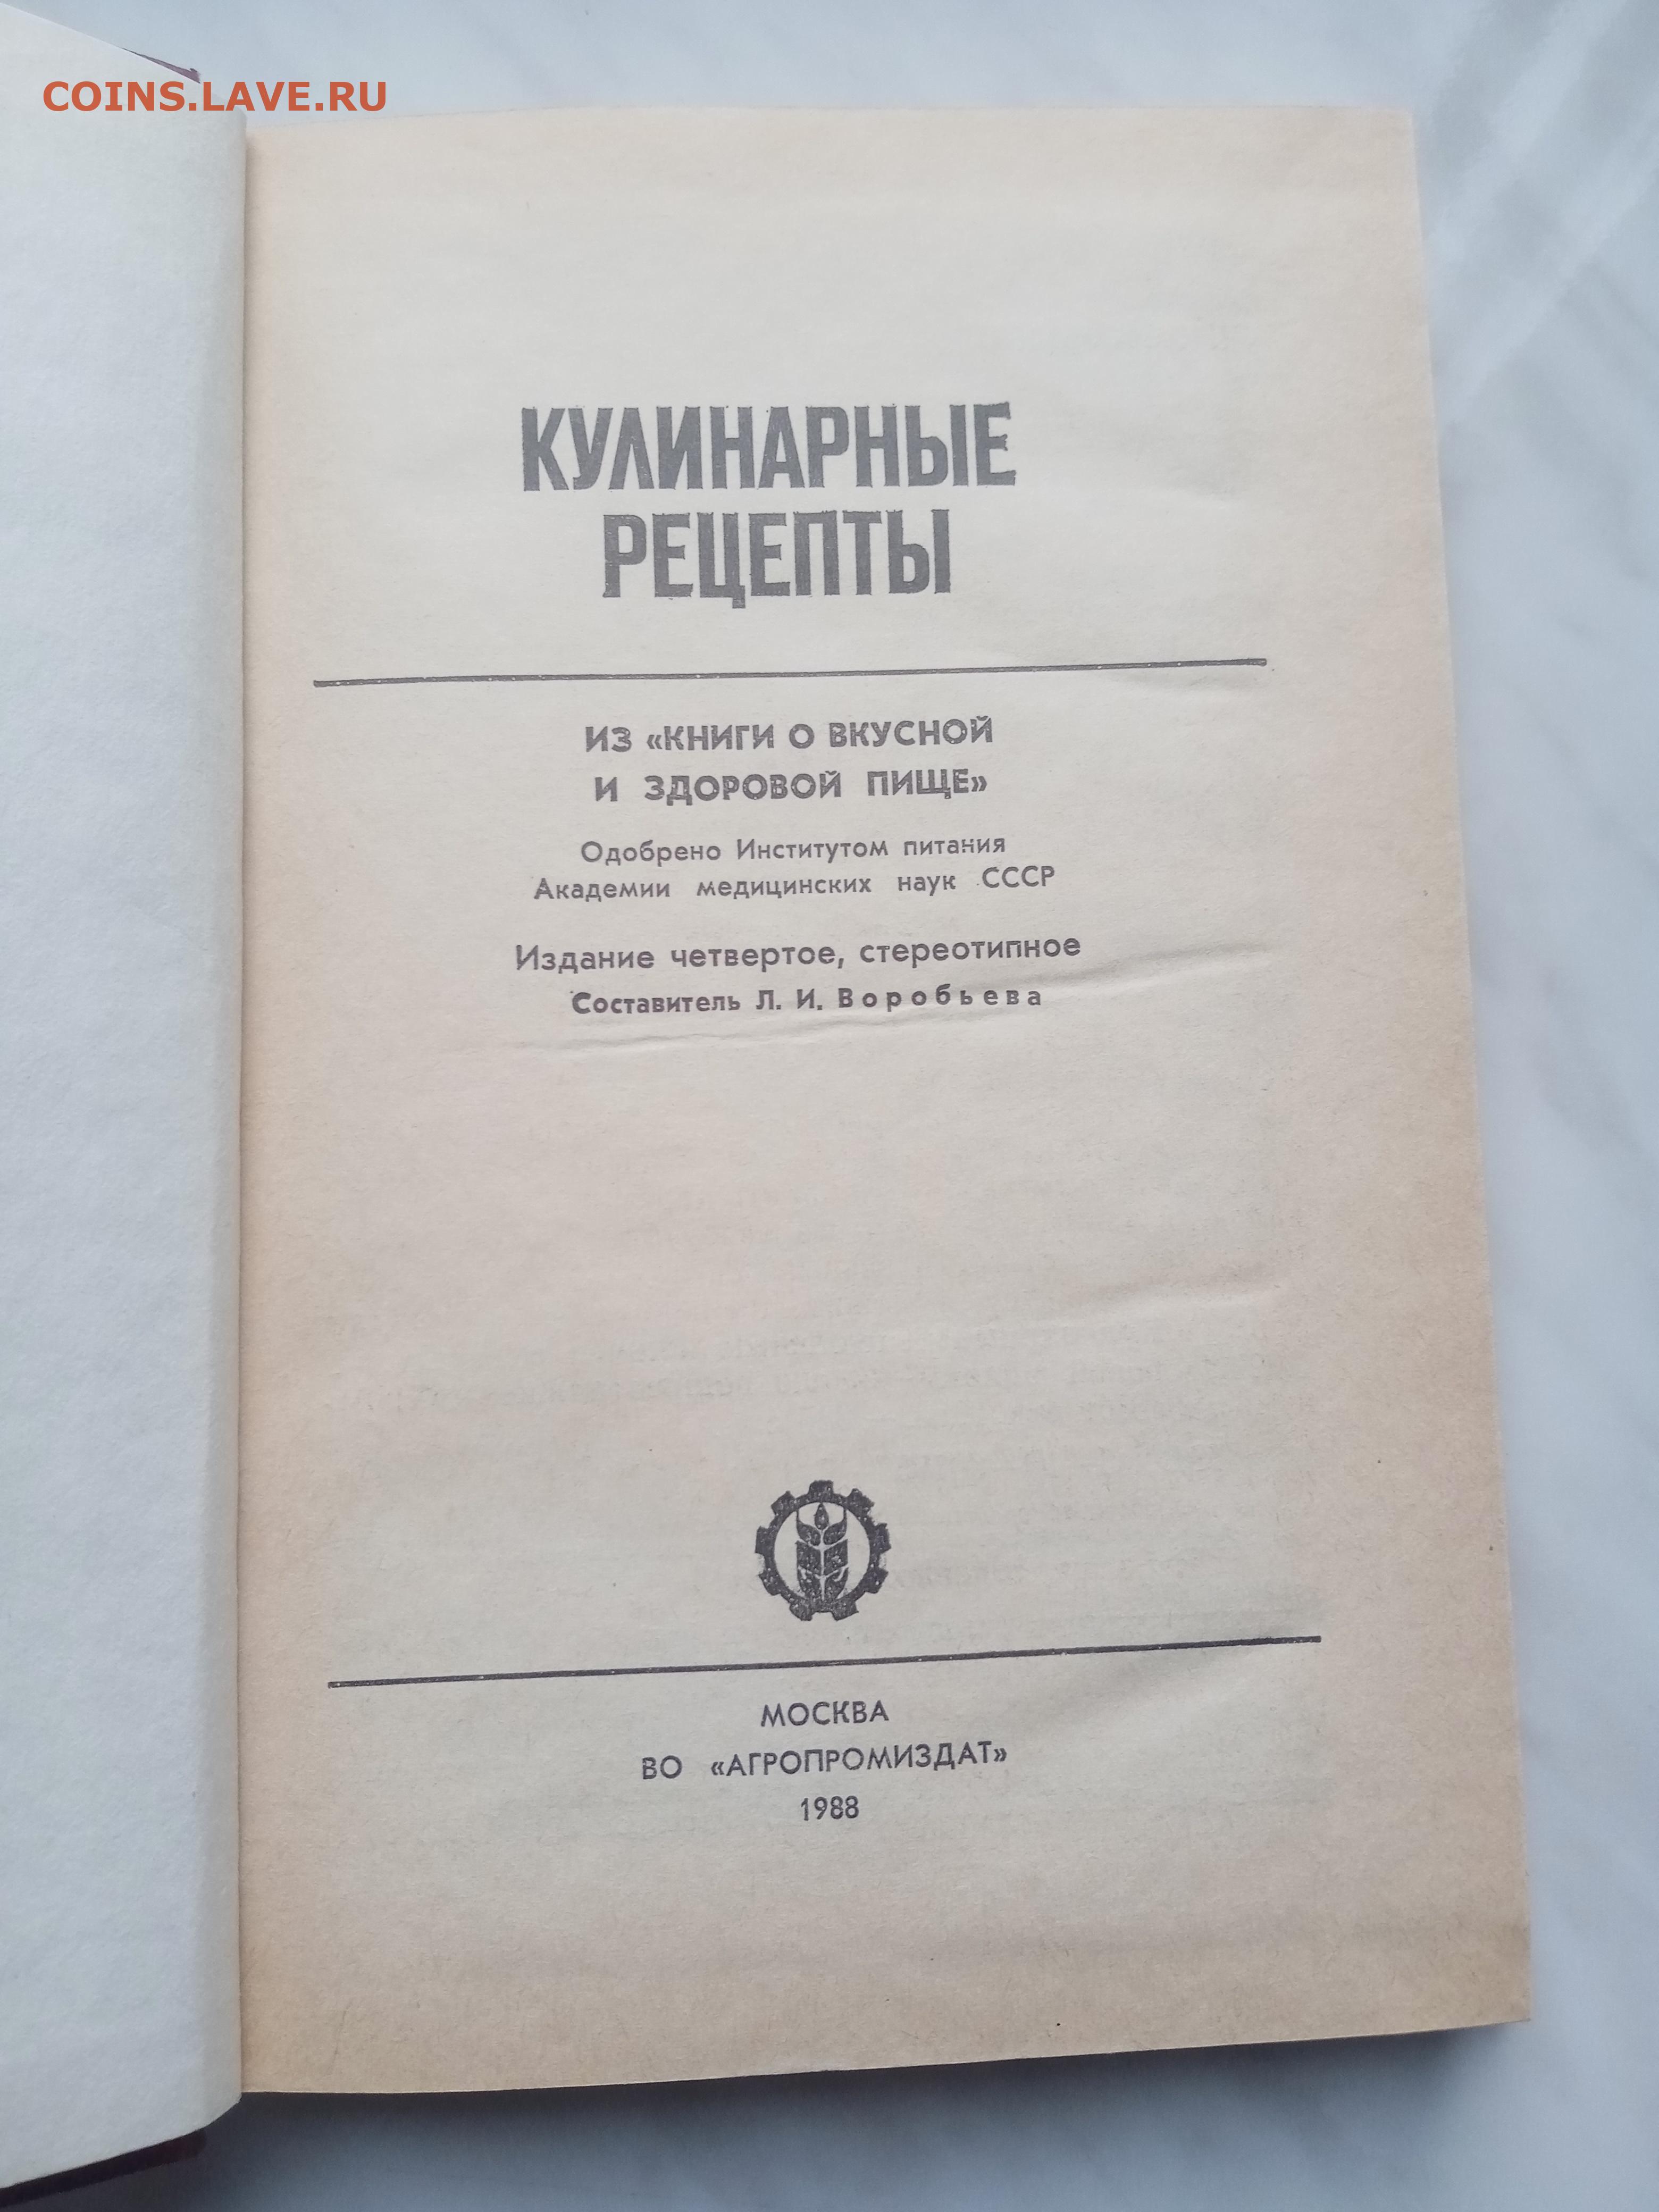 COINS.LAVE.RU
КУЛИНАРНЫЕ
РЕЦЕПТЫ
ИЗ «КНИГИ О ВКУСНОЙ
И ЗДОРОВОЙ ПИЩЕ»
Одобрено Институтом питания
Академии медицинских наук СССР
Издание четвертое, стереотипное
Составитель Л. И. Воробьева
МОСКВА
ВО «АГРОПРОМИЗДАТ»
1988